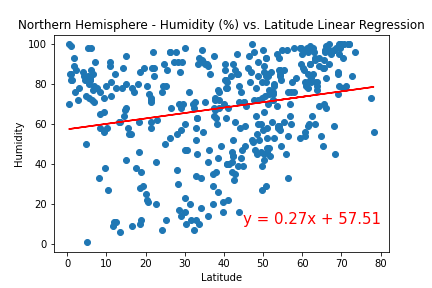 Northern Hemisphere - Humidity (%) vs. Latitude Linear Regression
100
80
60
40
20
0
Humidity
y = 0.27x + 57.51
0 10 20 30 40 50 60 70 80
Latitude